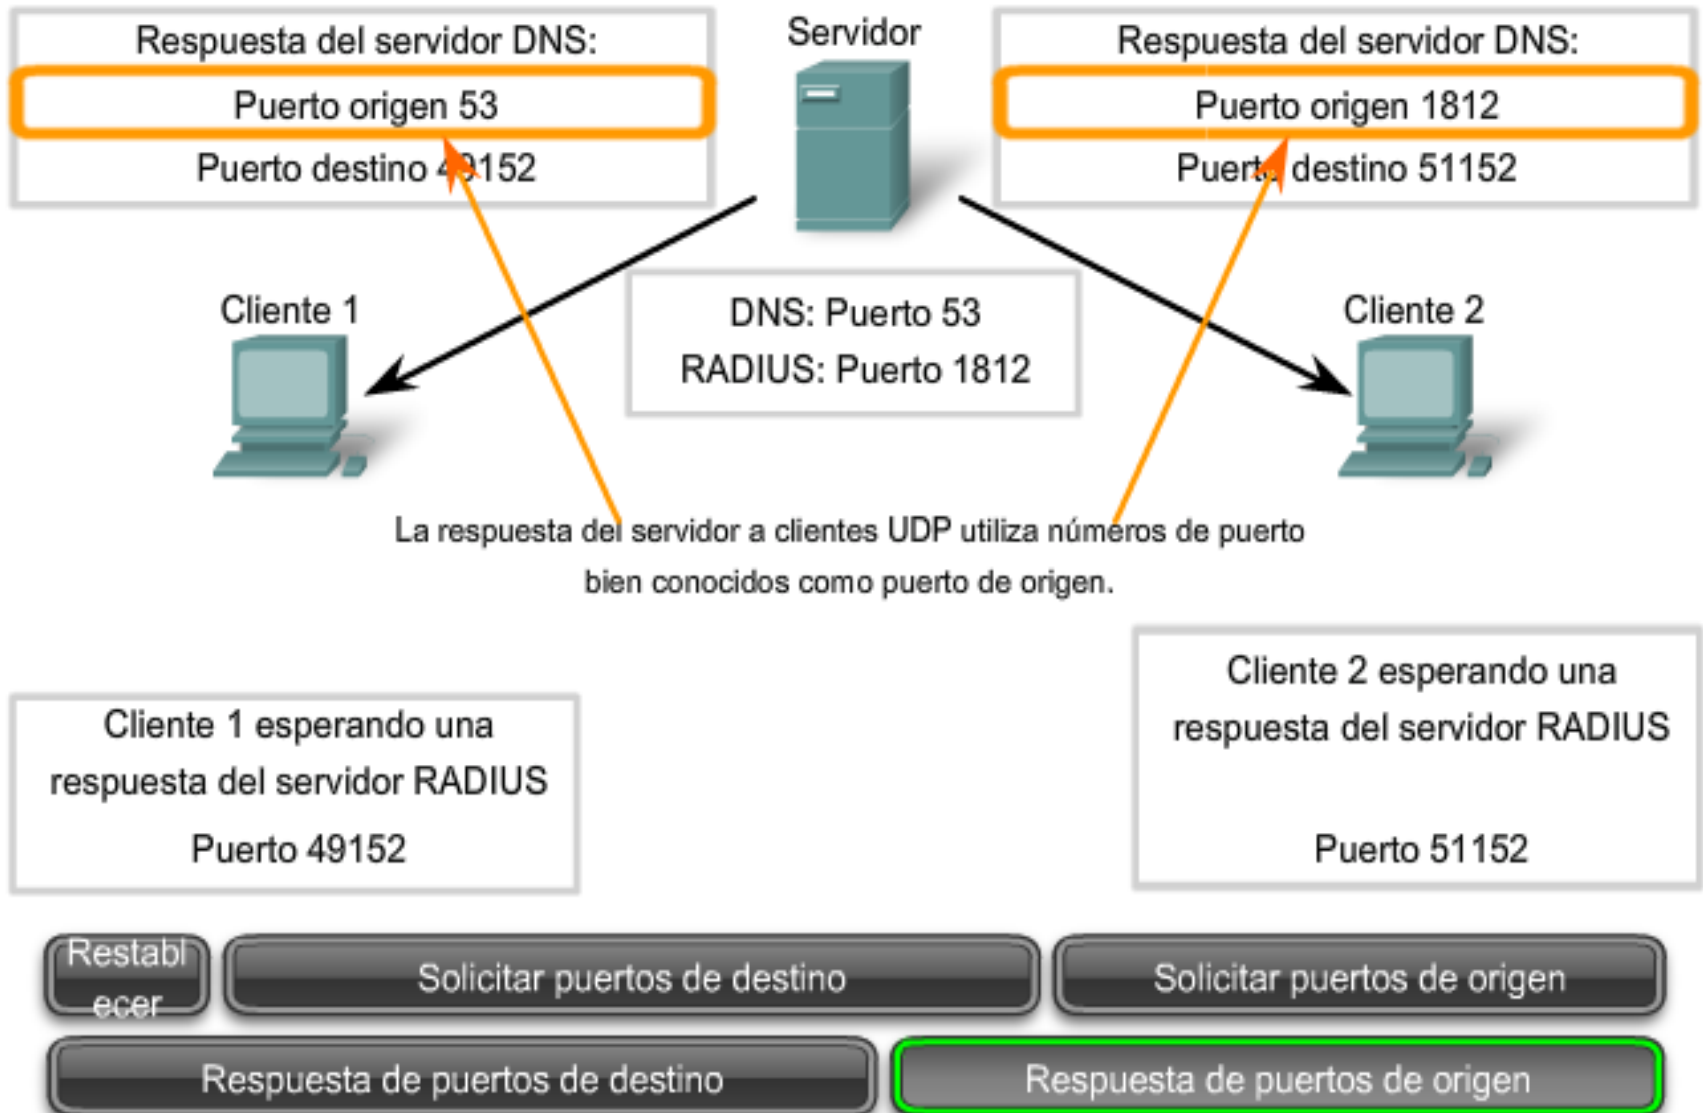 Respuesta del servidor DNS:
Puerto origen 53
Puerto destino 49152
Servidor
Respuesta del servidor DNS:
Puerto origen 1812
Puerto destino 51152
Cliente 1
DNS: Puerto 53
RADIUS: Puerto 1812
Cliente 2
La respuesta del servidor a clientes UDP utiliza números de puerto
bien conocidos como puerto de origen.
Cliente 1 esperando una
respuesta del servidor RADIUS
Puerto 49152
Cliente 2 esperando una
respuesta del servidor RADIUS
Puerto 51152
Restabl
ecer
Solicitar puertos de destino
Solicitar puertos de origen
Respuesta de puertos de destino
Respuesta de puertos de origen